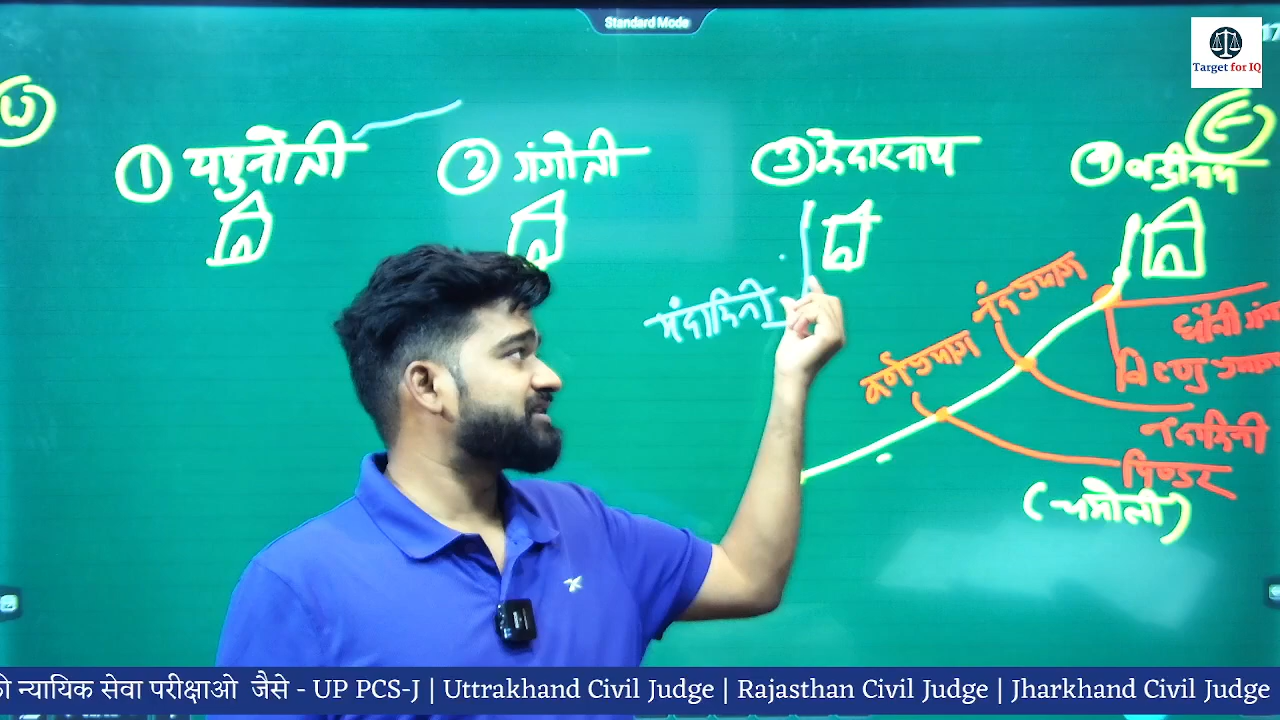 Standard Mode
17
Target for IQ
W
E
① यमुनोत्री
② गंगोत्री
③ केदारनाथ
④ बद्रीनाथ
मंदाकिनी
नंदप्रयाग
कर्णप्रयाग
धौली गंगा
विष्णु प्रयाग
नंदाकिनी
पिण्डर
(चमोली)
न्यायिक सेवा परीक्षाओ जैसे - UP PCS-J | Uttrakhand Civil Judge | Rajasthan Civil Judge | Jharkhand Civil Judge